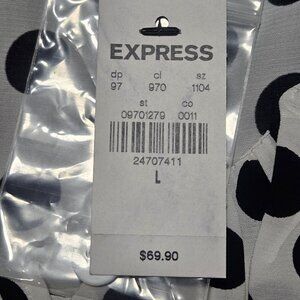 EXPRESS
dp cl sz
97 970 1104
st co
09701279 0011
24707411
L
$69.90